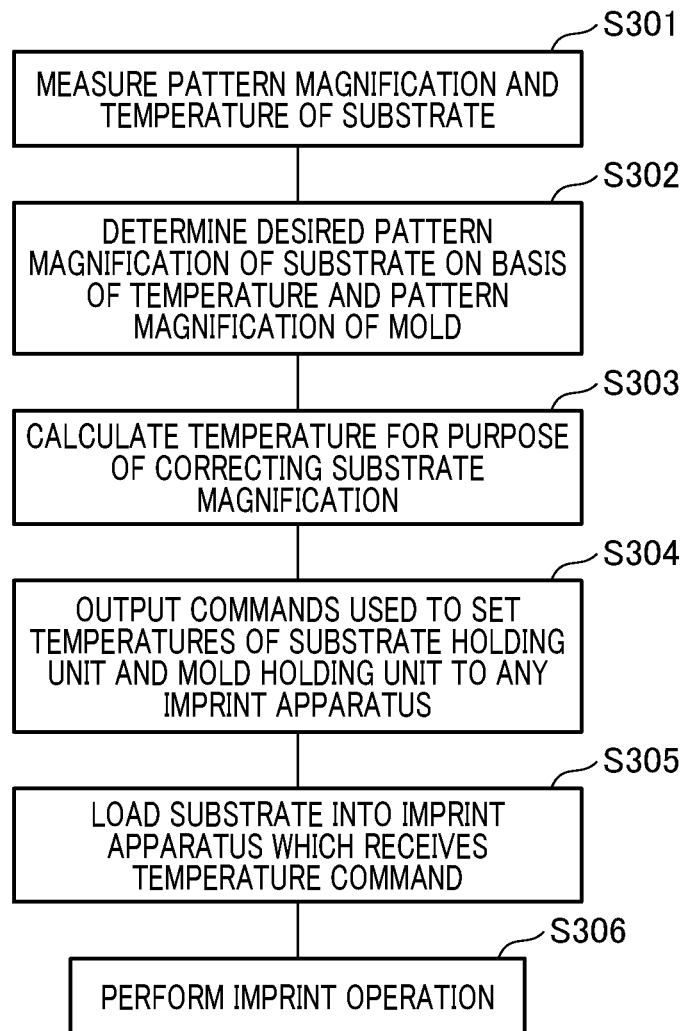 S301
MEASURE PATTERN MAGNIFICATION AND
TEMPERATURE OF SUBSTRATE
S302
DETERMINE DESIRED PATTERN
MAGNIFICATION OF SUBSTRATE ON BASIS
OF TEMPERATURE AND PATTERN
MAGNIFICATION OF MOLD
S303
CALCULATE TEMPERATURE FOR PURPOSE
OF CORRECTING SUBSTRATE
MAGNIFICATION
S304
OUTPUT COMMANDS USED TO SET
TEMPERATURES OF SUBSTRATE HOLDING
UNIT AND MOLD HOLDING UNIT TO ANY
IMPRINT APPARATUS
S305
LOAD SUBSTRATE INTO IMPRINT
APPARATUS WHICH RECEIVES
TEMPERATURE COMMAND
S306
PERFORM IMPRINT OPERATION